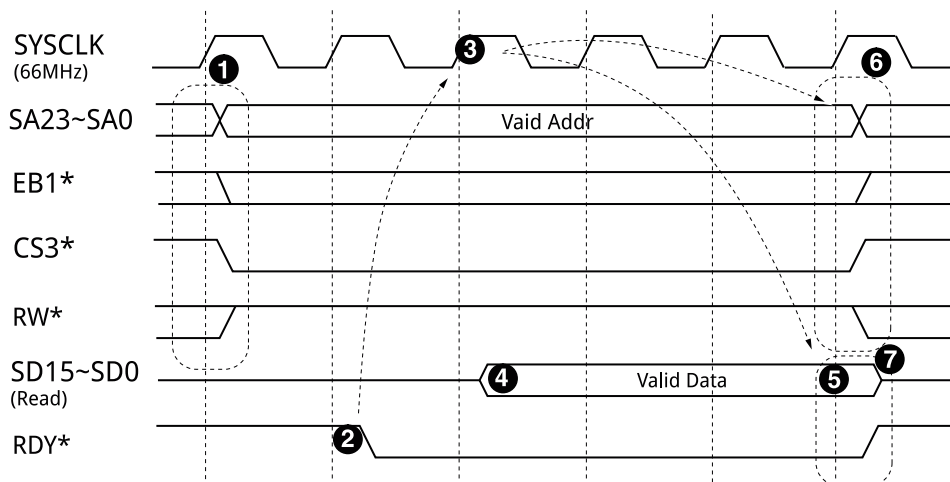 SYSCLK
(66MHz)
SA23~SA0
Vaid Addr
EB1*
CS3*
RW*
SD15~SD0
(Read)
Valid Data
RDY*
1
2
3
4
5
6
7